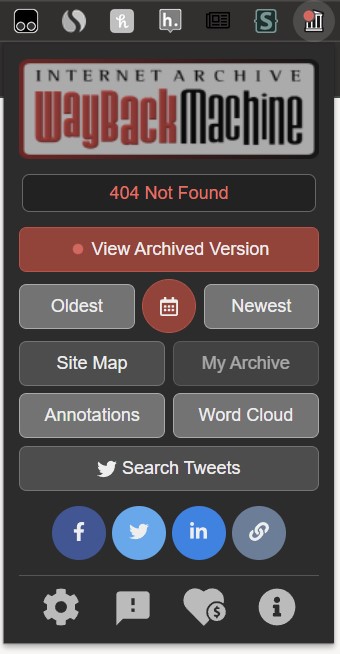 h.
S
INTERNET ARCHIVE
WayBackMachine
404 Not Found
View Archived Version
Oldest
Newest
Site Map
My Archive
Annotations
Word Cloud
Search Tweets
f
in